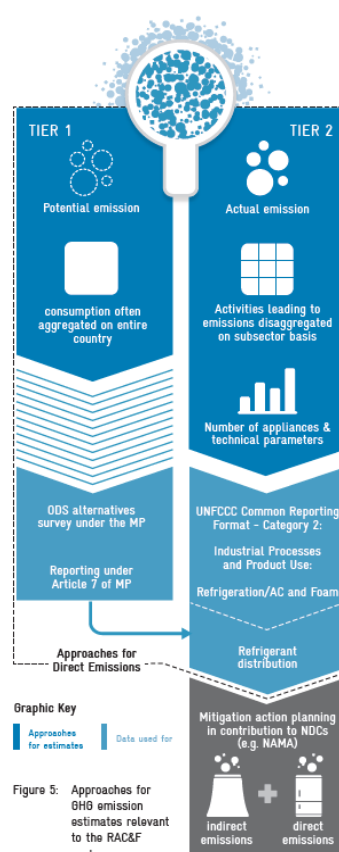 TIER 1
Potential emission
consumption often
aggregated on entire
country
ODS alternatives
survey under the MP
Reporting under
Article 7 of MP
TIER 2
Actual emission
Activities leading to
emissions disaggregated
on subsector basis
Number of appliances &
technical parameters
UNFCCC Common Reporting
Format – Category 2:
Industrial Processes
and Product Use:
Refrigeration/AC and Foam
Refrigerant
distribution
Approaches for
Direct Emissions
Mitigation action planning
in contribution to NDCs
(e.g. NAMA)
indirect
emissions
direct
emissions
Graphic Key
Approaches
for estimates
Data used for
Figure 5: Approaches for
GHG emission
estimates relevant
to the RAC&F